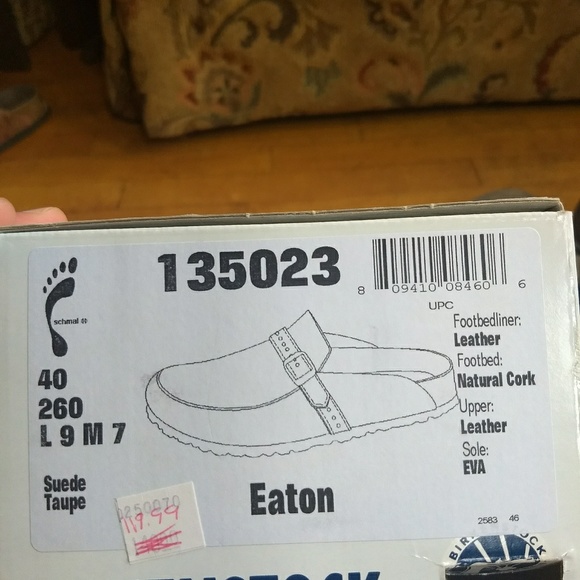 135023
8 09410 08460 6
UPC
schmal
40
260
L 9 M 7
Suede
Taupe
Footbedliner:
Leather
Footbed:
Natural Cork
Upper:
Leather
Sole:
EVA
Eaton
119.99
2583 46